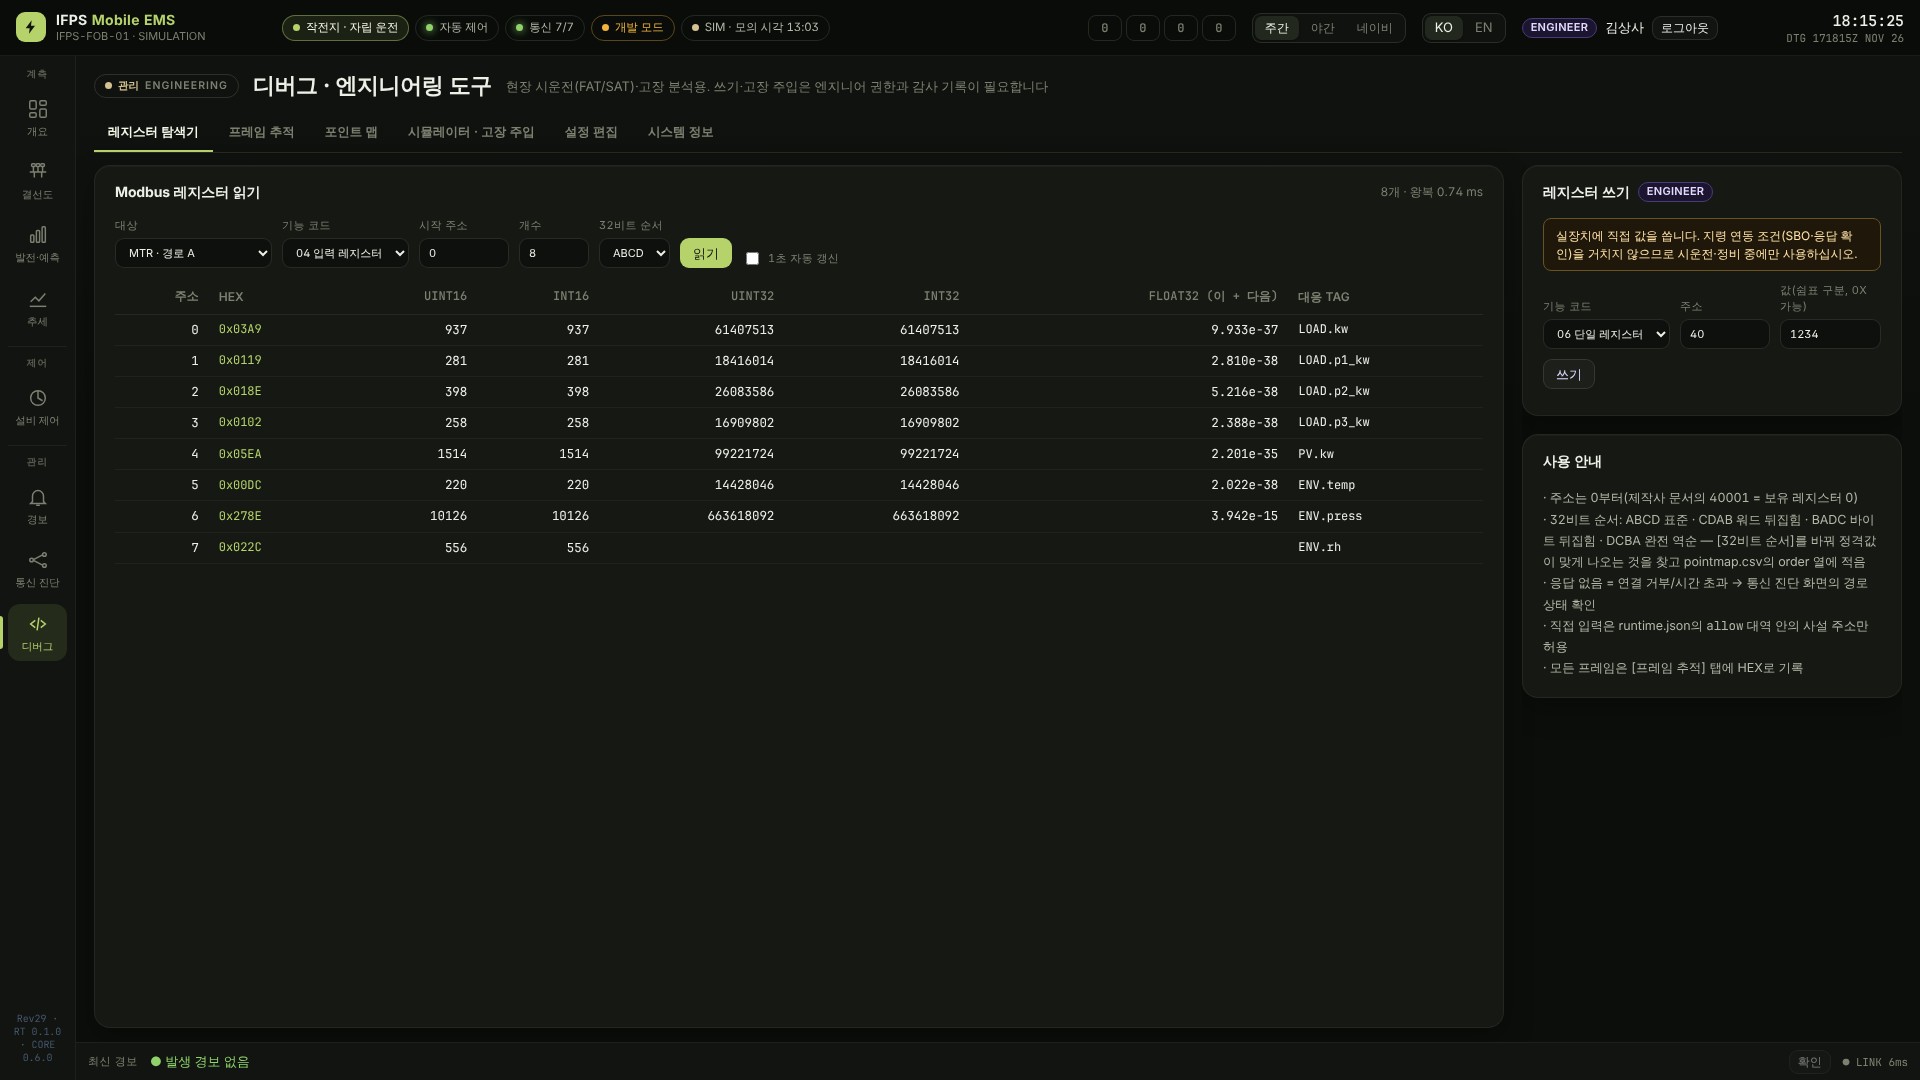 IFPS Mobile EMS
IFPS-FOB-01 · SIMULATION
작전지 · 자립 운전
자동 제어
통신 7/7
개발 모드
SIM · 모의 시각 13:03
0 0 0 0
주간 야간 네이비
KO EN
ENGINEER 김상사 로그아웃
18:15:25
DTG 171815Z NOV 26
계측
개요
결선도
발전·예측
추세
제어
설비 제어
관리
경보
통신 진단
디버그
Rev29 ·
RT 0.1.0
· CORE
0.6.0
관리 ENGINEERING
디버그 · 엔지니어링 도구
현장 시운전(FAT/SAT)·고장 분석용. 쓰기·고장 주입은 엔지니어 권한과 감사 기록이 필요합니다
레지스터 탐색기 프레임 추적 포인트 맵 시뮬레이터 · 고장 주입 설정 편집 시스템 정보
Modbus 레지스터 읽기
8개 · 왕복 0.74 ms
대상 기능 코드 시작 주소 개수 32비트 순서
MTR · 경로 A 04 입력 레지스터 0 8 ABCD 읽기 1초 자동 갱신
주소 HEX UINT16 INT16 UINT32 INT32 FLOAT32 (이 + 다음) 대응 TAG
0 0x03A9 937 937 61407513 61407513 9.933e-37 LOAD.kw
1 0x0119 281 281 18416014 18416014 2.810e-38 LOAD.p1_kw
2 0x018E 398 398 26083586 26083586 5.216e-38 LOAD.p2_kw
3 0x0102 258 258 16909802 16909802 2.388e-38 LOAD.p3_kw
4 0x05EA 1514 1514 99221724 99221724 2.201e-35 PV.kw
5 0x00DC 220 220 14428046 14428046 2.022e-38 ENV.temp
6 0x278E 10126 10126 663618092 663618092 3.942e-15 ENV.press
7 0x022C 556 556 ENV.rh
레지스터 쓰기 ENGINEER
실장치에 직접 값을 씁니다. 지령 연동 조건(SBO·응답 확
인)을 거치지 않으므로 시운전·정비 중에만 사용하십시오.
기능 코드 주소 값(쉼표 구분, 0X
가능)
06 단일 레지스터 40 1234
쓰기
사용 안내
· 주소는 0부터(제작사 문서의 40001 = 보유 레지스터 0)
· 32비트 순서: ABCD 표준 · CDAB 워드 뒤집힘 · BADC 바이
트 뒤집힘 · DCBA 완전 역순 — [32비트 순서]를 바꿔 정격값
이 맞게 나오는 것을 찾고 pointmap.csv의 order 열에 적음
· 응답 없음 = 연결 거부/시간 초과 → 통신 진단 화면의 경로
상태 확인
· 직접 입력은 runtime.json의 allow 대역 안의 사설 주소만
허용
· 모든 프레임은 [프레임 추적] 탭에 HEX로 기록
최신 경보 발생 경보 없음
확인 LINK 6ms